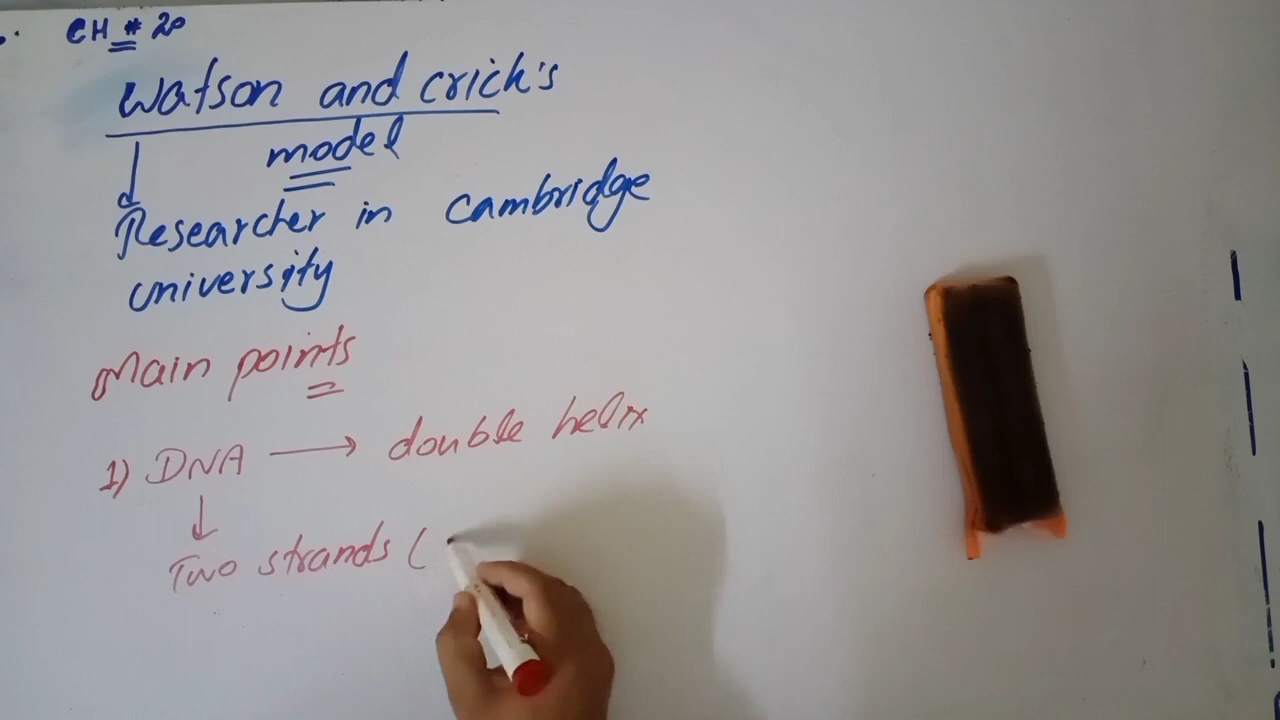 CH # 20
Watson and crick's
model
Researcher in cambridge
university
Main points
1) DNA → double helix
Two strands (